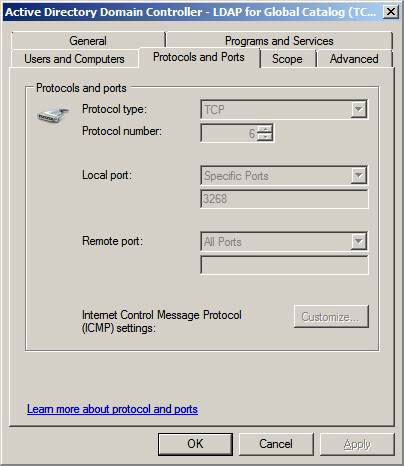 Active Directory Domain Controller - LDAP for Global Catalog (TC...
General
Programs and Services
Users and Computers
Protocols and Ports
Scope
Advanced
Protocols and ports
Protocol type:
TCP
Protocol number:
6
Local port:
Specific Ports
3268
Remote port:
All Ports
Internet Control Message Protocol
(ICMP) settings:
Customize...
Learn more about protocol and ports
OK
Cancel
Apply